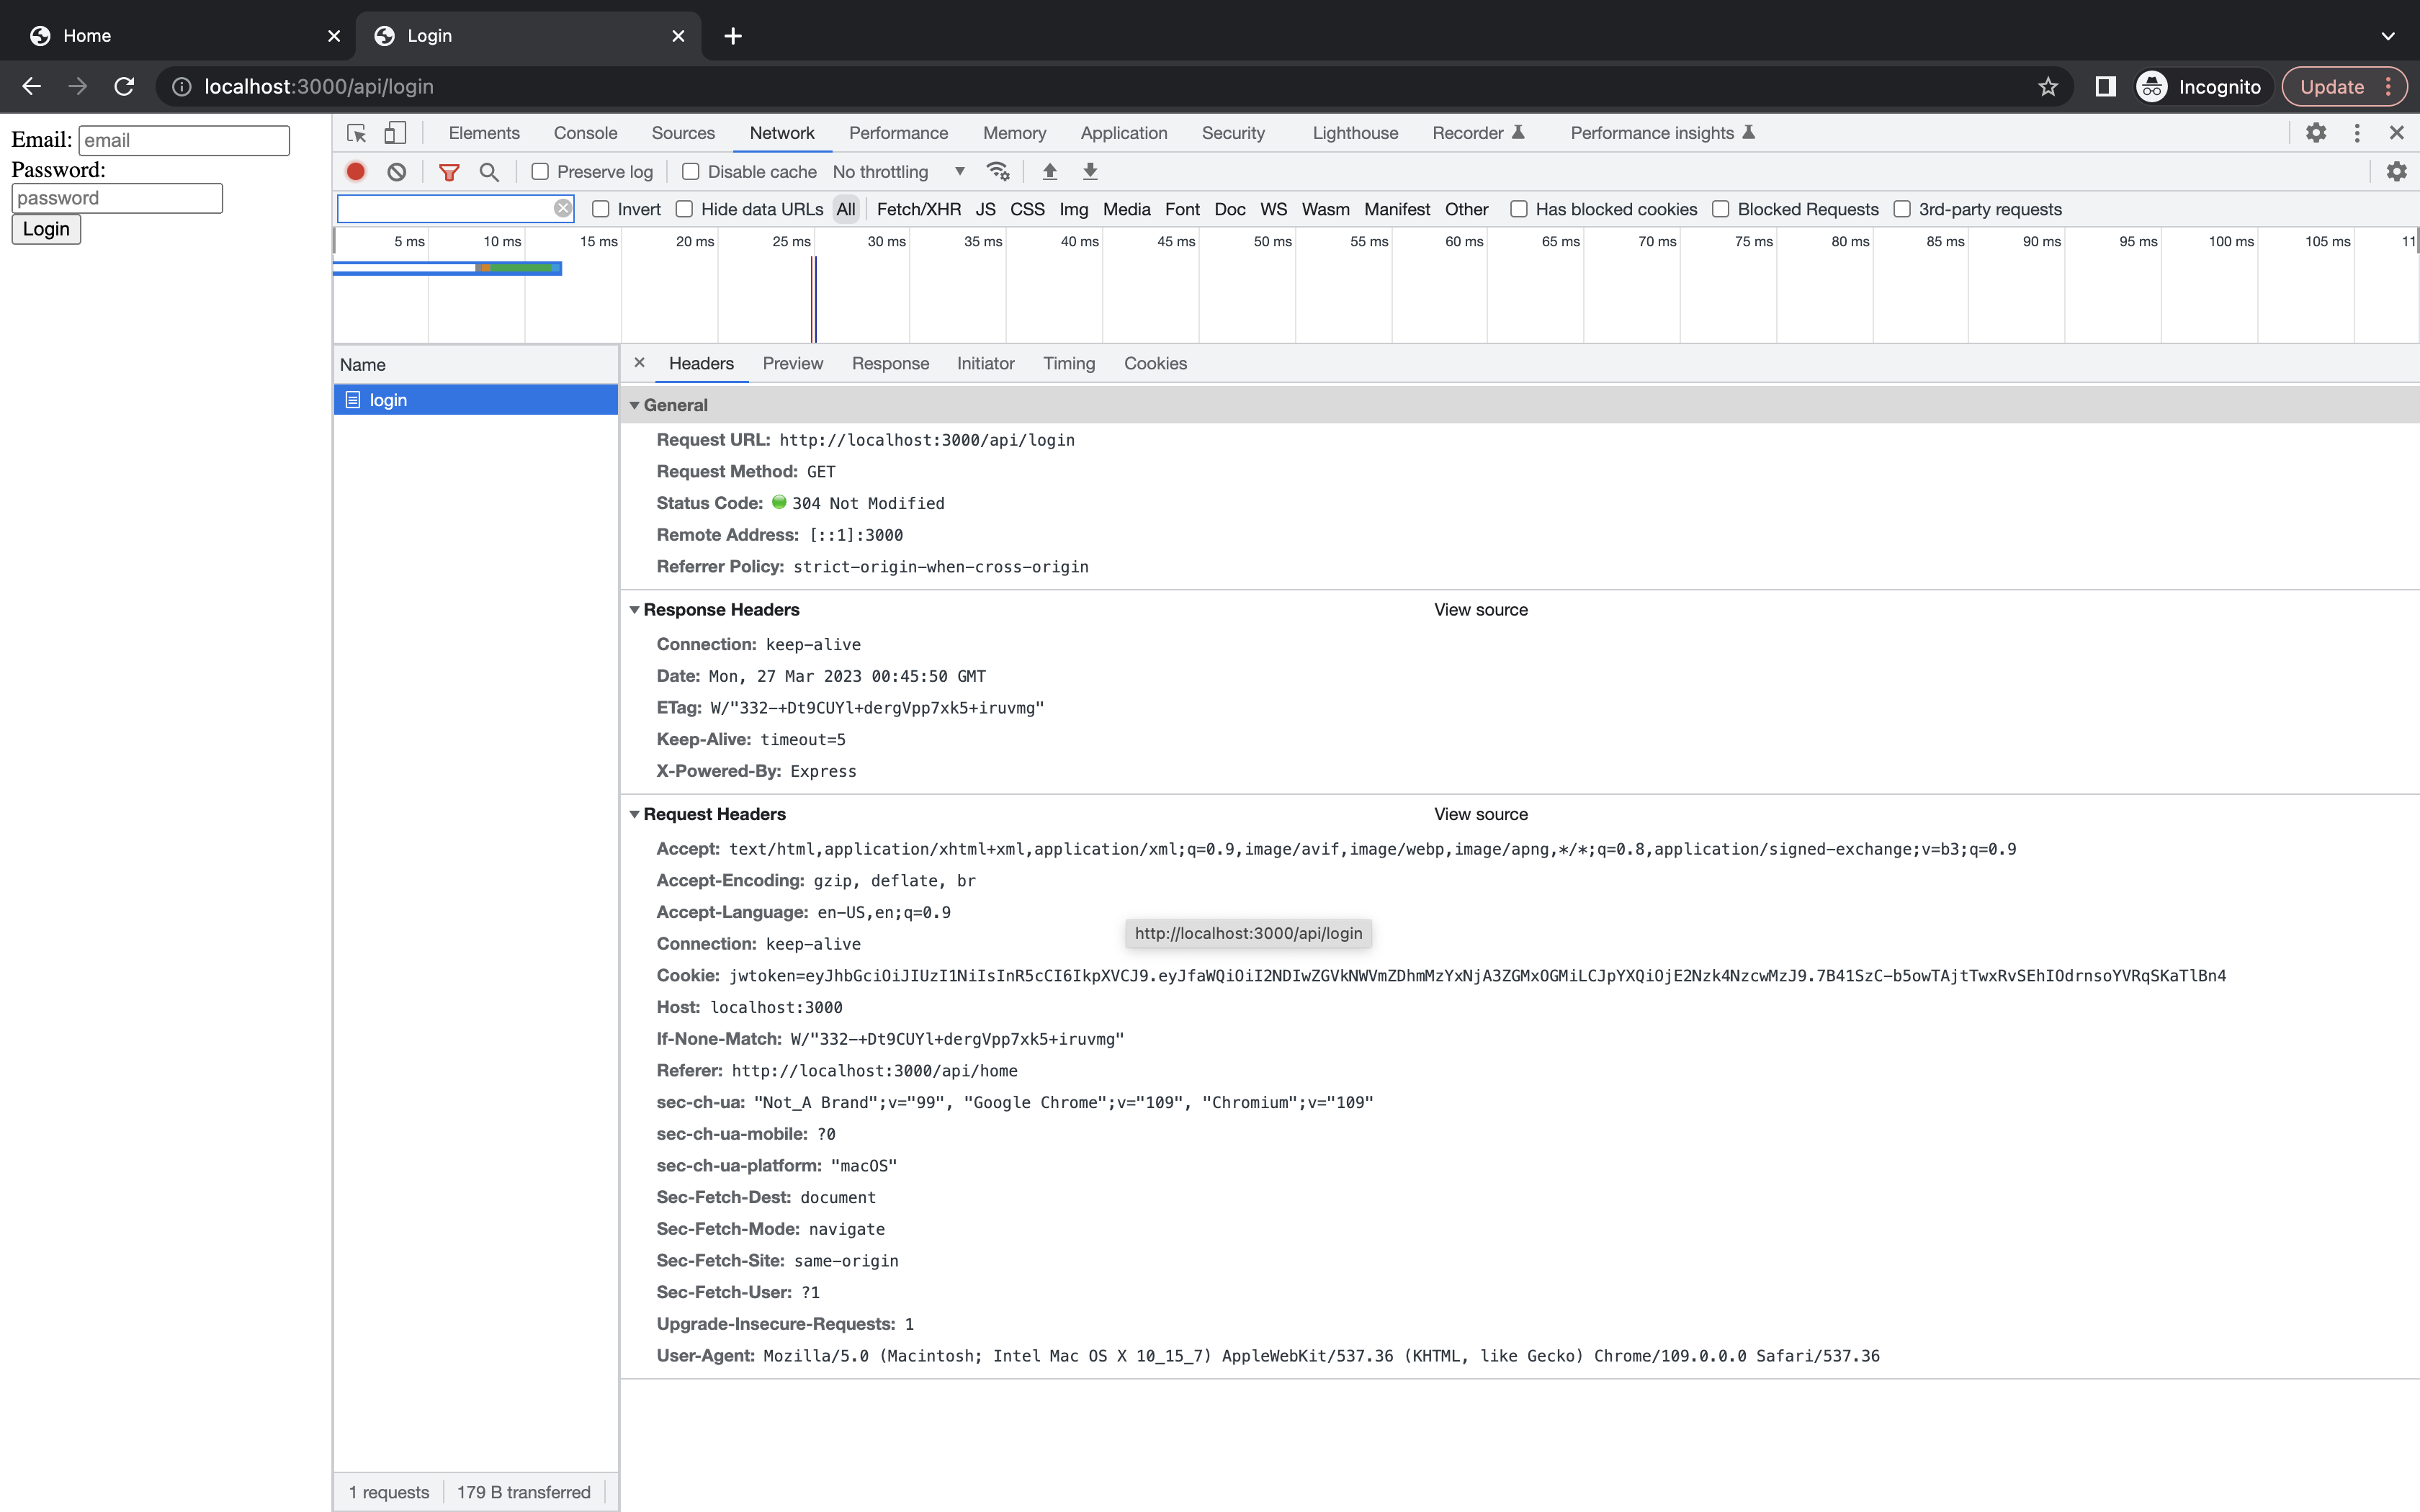 Home
Login
localhost:3000/api/login
Incognito
Update
Email: email
Password:
password
Login
Elements Console Sources Network Performance Memory Application Security Lighthouse Recorder Performance insights
Preserve log Disable cache No throttling
Invert Hide data URLs All Fetch/XHR JS CSS Img Media Font Doc WS Wasm Manifest Other Has blocked cookies Blocked Requests 3rd-party requests
5 ms 10 ms 15 ms 20 ms 25 ms 30 ms 35 ms 40 ms 45 ms 50 ms 55 ms 60 ms 65 ms 70 ms 75 ms 80 ms 85 ms 90 ms 95 ms 100 ms 105 ms 11
Name
login
Headers Preview Response Initiator Timing Cookies
General
Request URL: http://localhost:3000/api/login
Request Method: GET
Status Code: 304 Not Modified
Remote Address: [::1]:3000
Referrer Policy: strict-origin-when-cross-origin
Response Headers View source
Connection: keep-alive
Date: Mon, 27 Mar 2023 00:45:50 GMT
ETag: W/"332-+Dt9CUYl+dergVpp7xk5+iruvmg"
Keep-Alive: timeout=5
X-Powered-By: Express
Request Headers View source
Accept: text/html,application/xhtml+xml,application/xml;q=0.9,image/avif,image/webp,image/apng,*/*;q=0.8,application/signed-exchange;v=b3;q=0.9
Accept-Encoding: gzip, deflate, br
Accept-Language: en-US,en;q=0.9
http://localhost:3000/api/login
Connection: keep-alive
Cookie: jwtoken=eyJhbGciOiJIUzI1NiIsInR5cCI6IkpXVCJ9.eyJfaWQiOiI2NDIwZGVkNWVmZDhmMzYxNjA3ZGMxOGMiLCJpYXQiOjE2Nzk4NzcwMzJ9.7B41SzC-b5owTAjtTwxRvSEhIOdrnsoYVRqSKaTlBn4
Host: localhost:3000
If-None-Match: W/"332-+Dt9CUYl+dergVpp7xk5+iruvmg"
Referer: http://localhost:3000/api/home
sec-ch-ua: "Not_A Brand";v="99", "Google Chrome";v="109", "Chromium";v="109"
sec-ch-ua-mobile: ?0
sec-ch-ua-platform: "macOS"
Sec-Fetch-Dest: document
Sec-Fetch-Mode: navigate
Sec-Fetch-Site: same-origin
Sec-Fetch-User: ?1
Upgrade-Insecure-Requests: 1
User-Agent: Mozilla/5.0 (Macintosh; Intel Mac OS X 10_15_7) AppleWebKit/537.36 (KHTML, like Gecko) Chrome/109.0.0.0 Safari/537.36
1 requests 179 B transferred